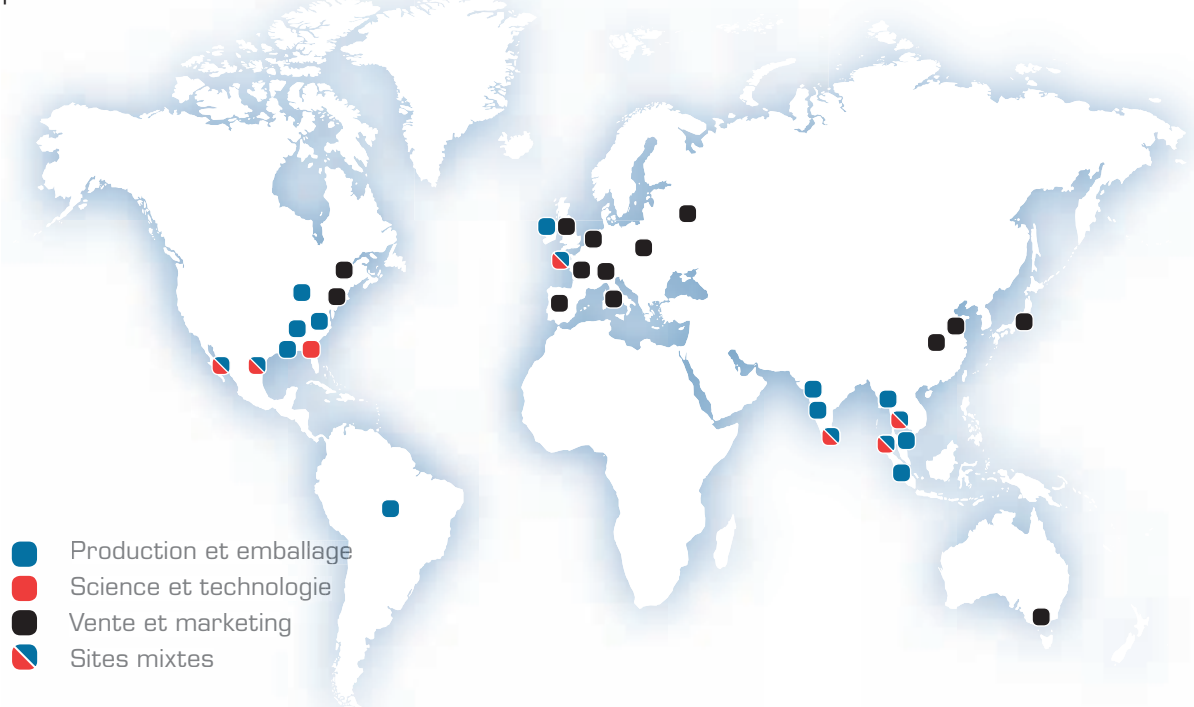 Production et emballage
Science et technologie
Vente et marketing
Sites mixtes